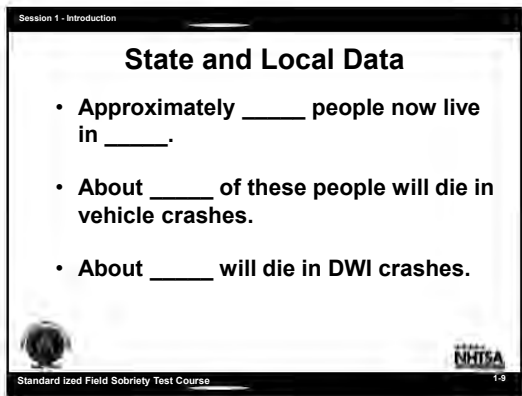 Session 1 - Introduction
State and Local Data
• Approximately _____ people now live
in _____.
• About _____ of these people will die in
vehicle crashes.
• About _____ will die in DWI crashes.
NHTSA
Standard ized Field Sobriety Test Course
1-9